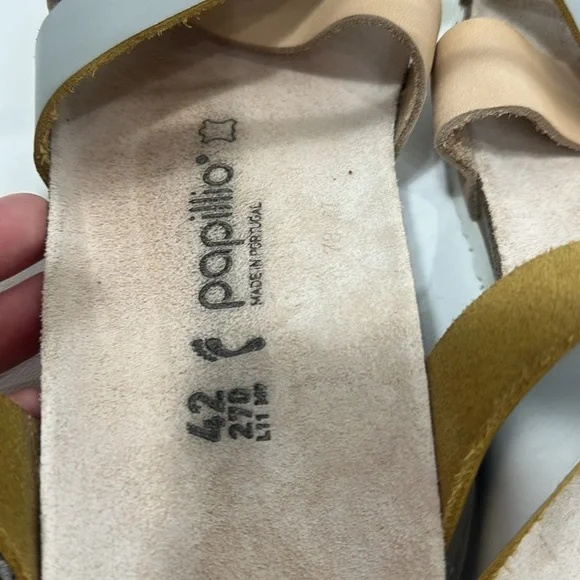 papillio®
MADE IN PORTUGAL
42
270
L11 M9